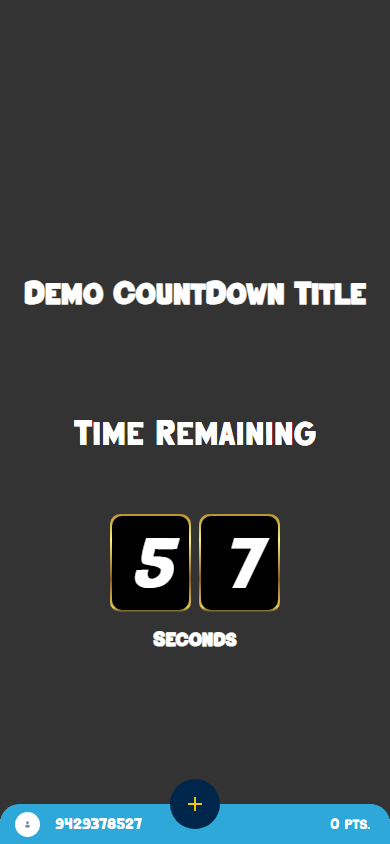 Demo CountDown Title
Time Remaining
5 7
Seconds
9429378527
+
0 PTS.